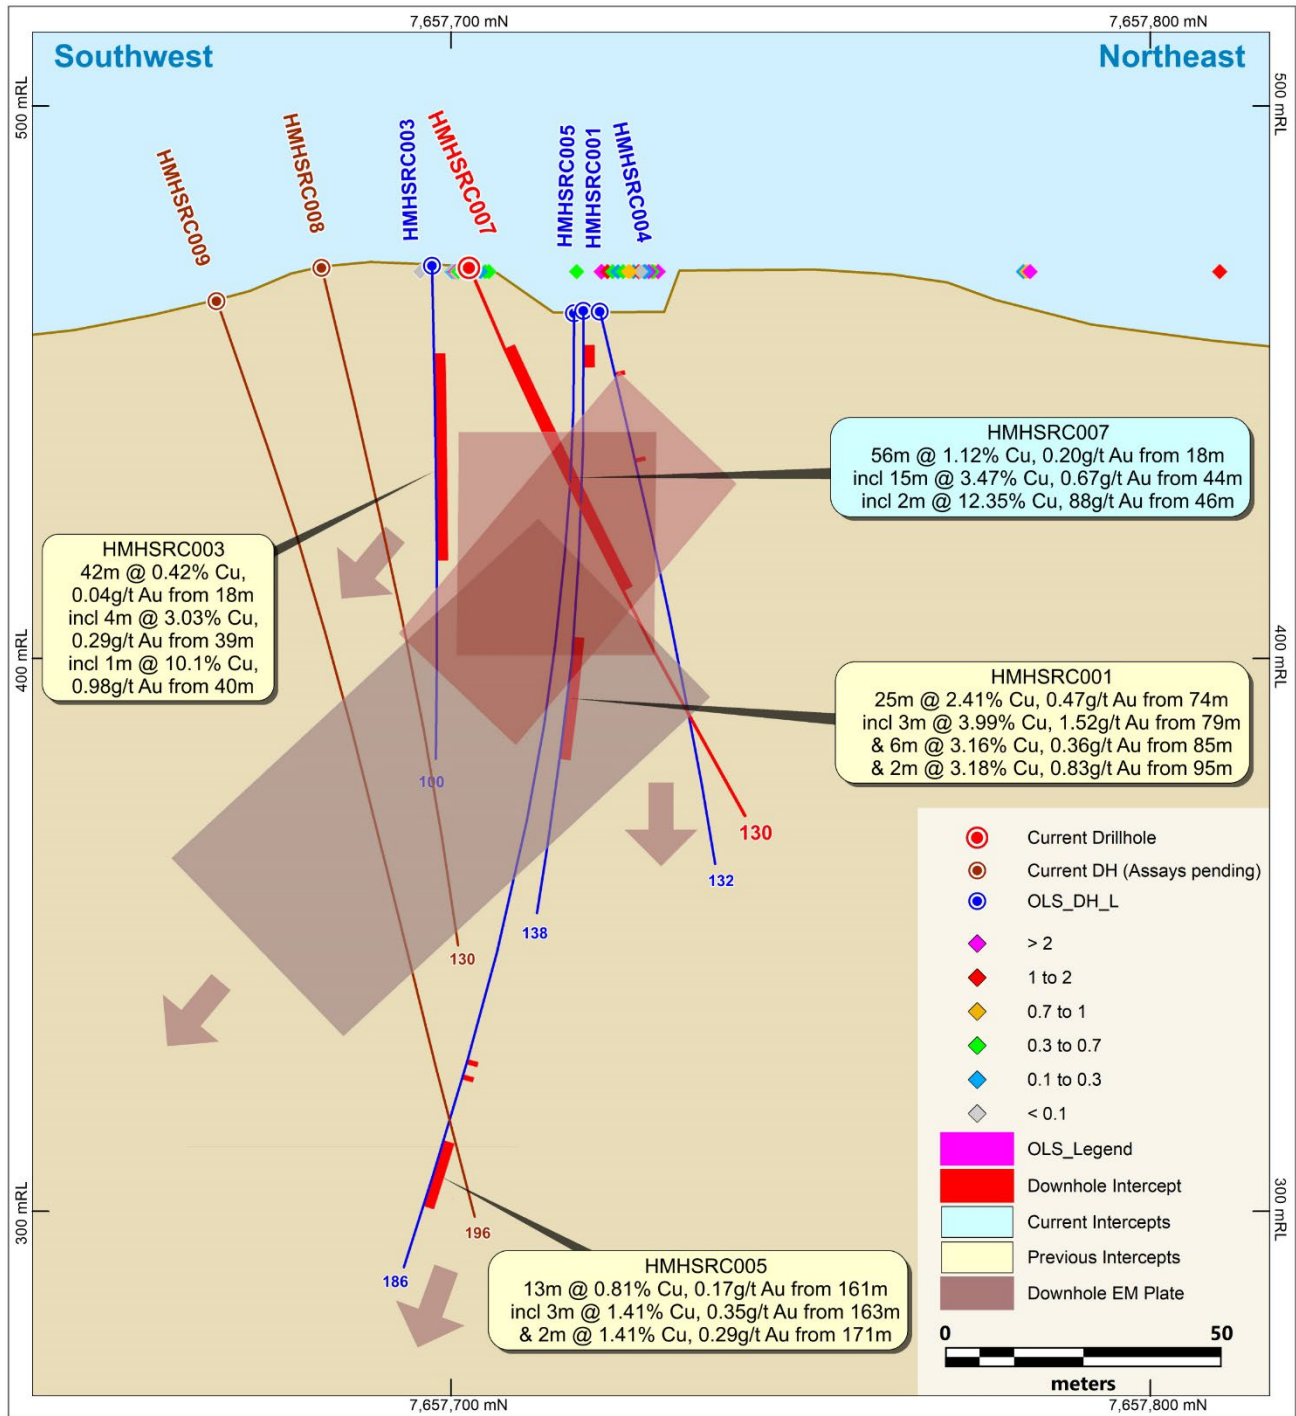 7,657,700 mN
7,657,800 mN
Southwest
Northeast
500 mRL
500 mRL
HMHSRC009
HMHSRC008
HMHSRC003
HMHSRC007
HMHSRC005
HMHSRC001
HMHSRC004
HMHSRC007
56m @ 1.12% Cu, 0.20g/t Au from 18m
incl 15m @ 3.47% Cu, 0.67g/t Au from 44m
incl 2m @ 12.35% Cu, 88g/t Au from 46m
HMHSRC003
42m @ 0.42% Cu,
0.04g/t Au from 18m
incl 4m @ 3.03% Cu,
0.29g/t Au from 39m
incl 1m @ 10.1% Cu,
0.98g/t Au from 40m
400 mRL
400 mRL
HMHSRC001
25m @ 2.41% Cu, 0.47g/t Au from 74m
incl 3m @ 3.99% Cu, 1.52g/t Au from 79m
& 6m @ 3.16% Cu, 0.36g/t Au from 85m
& 2m @ 3.18% Cu, 0.83g/t Au from 95m
100
130
132
138
130
196
186
300 mRL
300 mRL
HMHSRC005
13m @ 0.81% Cu, 0.17g/t Au from 161m
incl 3m @ 1.41% Cu, 0.35g/t Au from 163m
& 2m @ 1.41% Cu, 0.29g/t Au from 171m
Current Drillhole
Current DH (Assays pending)
OLS_DH_L
> 2
1 to 2
0.7 to 1
0.3 to 0.7
0.1 to 0.3
< 0.1
OLS_Legend
Downhole Intercept
Current Intercepts
Previous Intercepts
Downhole EM Plate
0 50
meters
7,657,700 mN
7,657,800 mN